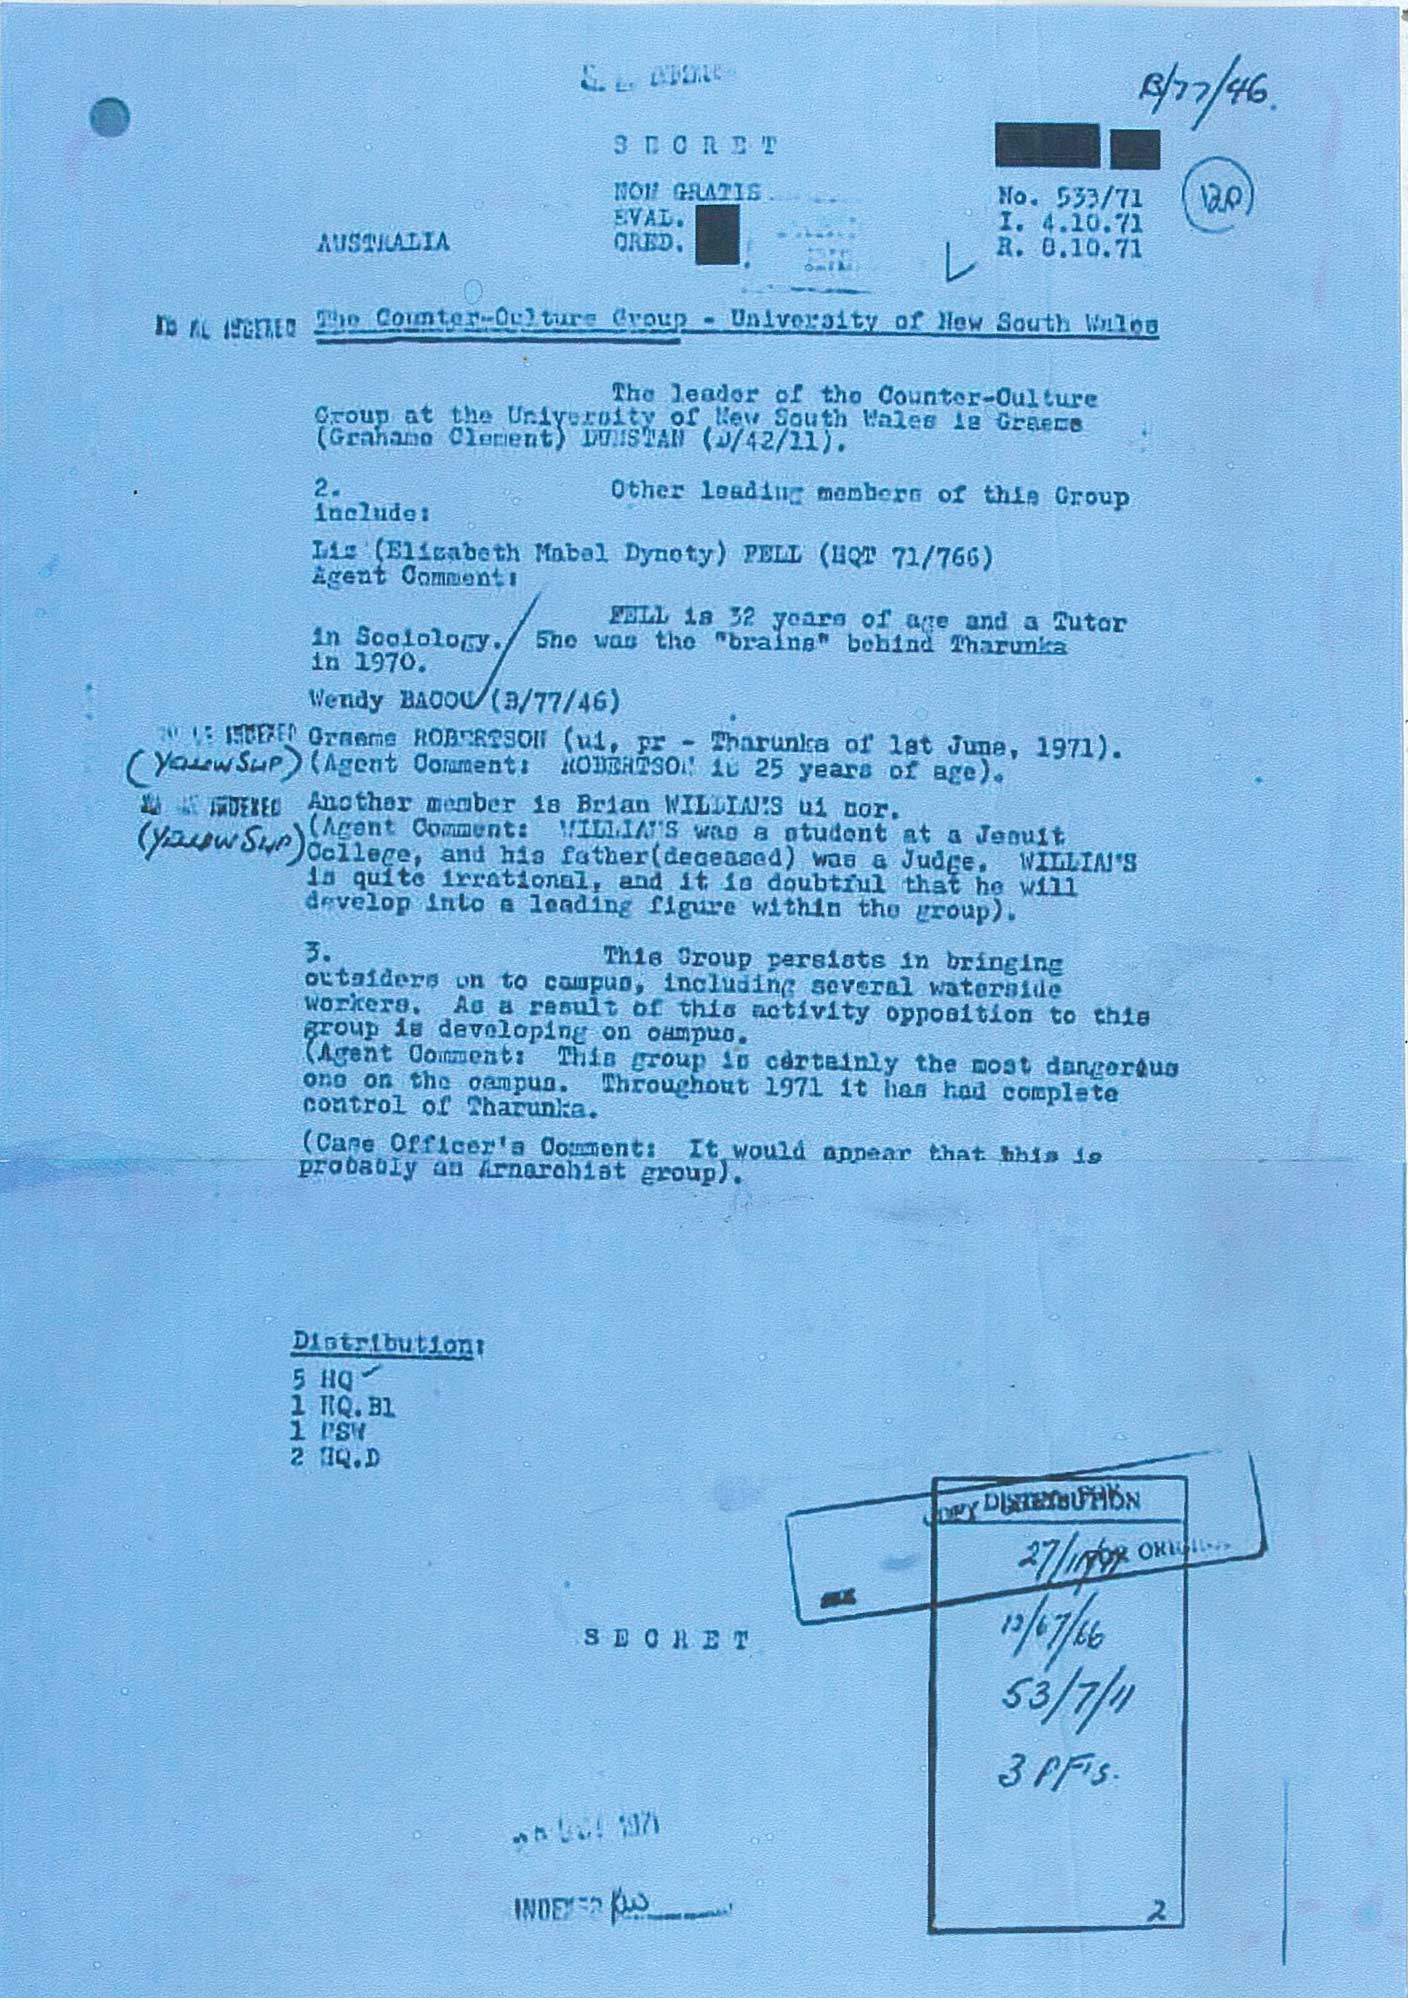 B/77/46.
SECRET
NON GRATIS
EVAL.
CRED.
No. 533/71
I. 4.10.71
R. 8.10.71
120
AUSTRALIA
The Counter-Culture Group - University of New South Wales
The leader of the Counter-Culture
Group at the University of New South Wales is Graeme
(Grahame Clement) DUNSTAN (D/42/11).
2. Other leading members of this Group
include:
Liz (Elizabeth Mabel Dynoty) FELL (HQT 71/766)
Agent Comment:
FELL is 32 years of age and a Tutor
in Sociology. She was the "brains" behind Tharunka
in 1970.
Wendy BACON (B/77/46)
TO BE INDEXED Graeme ROBERTSON (ui, pr - Tharunka of 1st June, 1971).
(YELLOW SLIP) (Agent Comment: ROBERTSON is 25 years of age).
INDEXED Another member is Brian WILLIAMS ui nor.
(YELLOW SLIP) (Agent Comment: WILLIAMS was a student at a Jesuit
College, and his father(deceased) was a Judge. WILLIAMS
is quite irrational, and it is doubtful that he will
develop into a leading figure within the group).
3. This Group persists in bringing
outsiders on to campus, including several waterside
workers. As a result of this activity opposition to this
group is developing on campus.
(Agent Comment: This group is certainly the most dangerous
one on the campus. Throughout 1971 it has had complete
control of Tharunka.
(Case Officer's Comment: It would appear that this is
probably an Arnarchist group).
Distribution:
5 HQ
1 HQ.B1
1 NSW
2 HQ.D
COPY DISTRIBUTION
FOR
12/67/66
53/7/11
3 PF's.
2
SECRET
OCT 1971
INDEXED